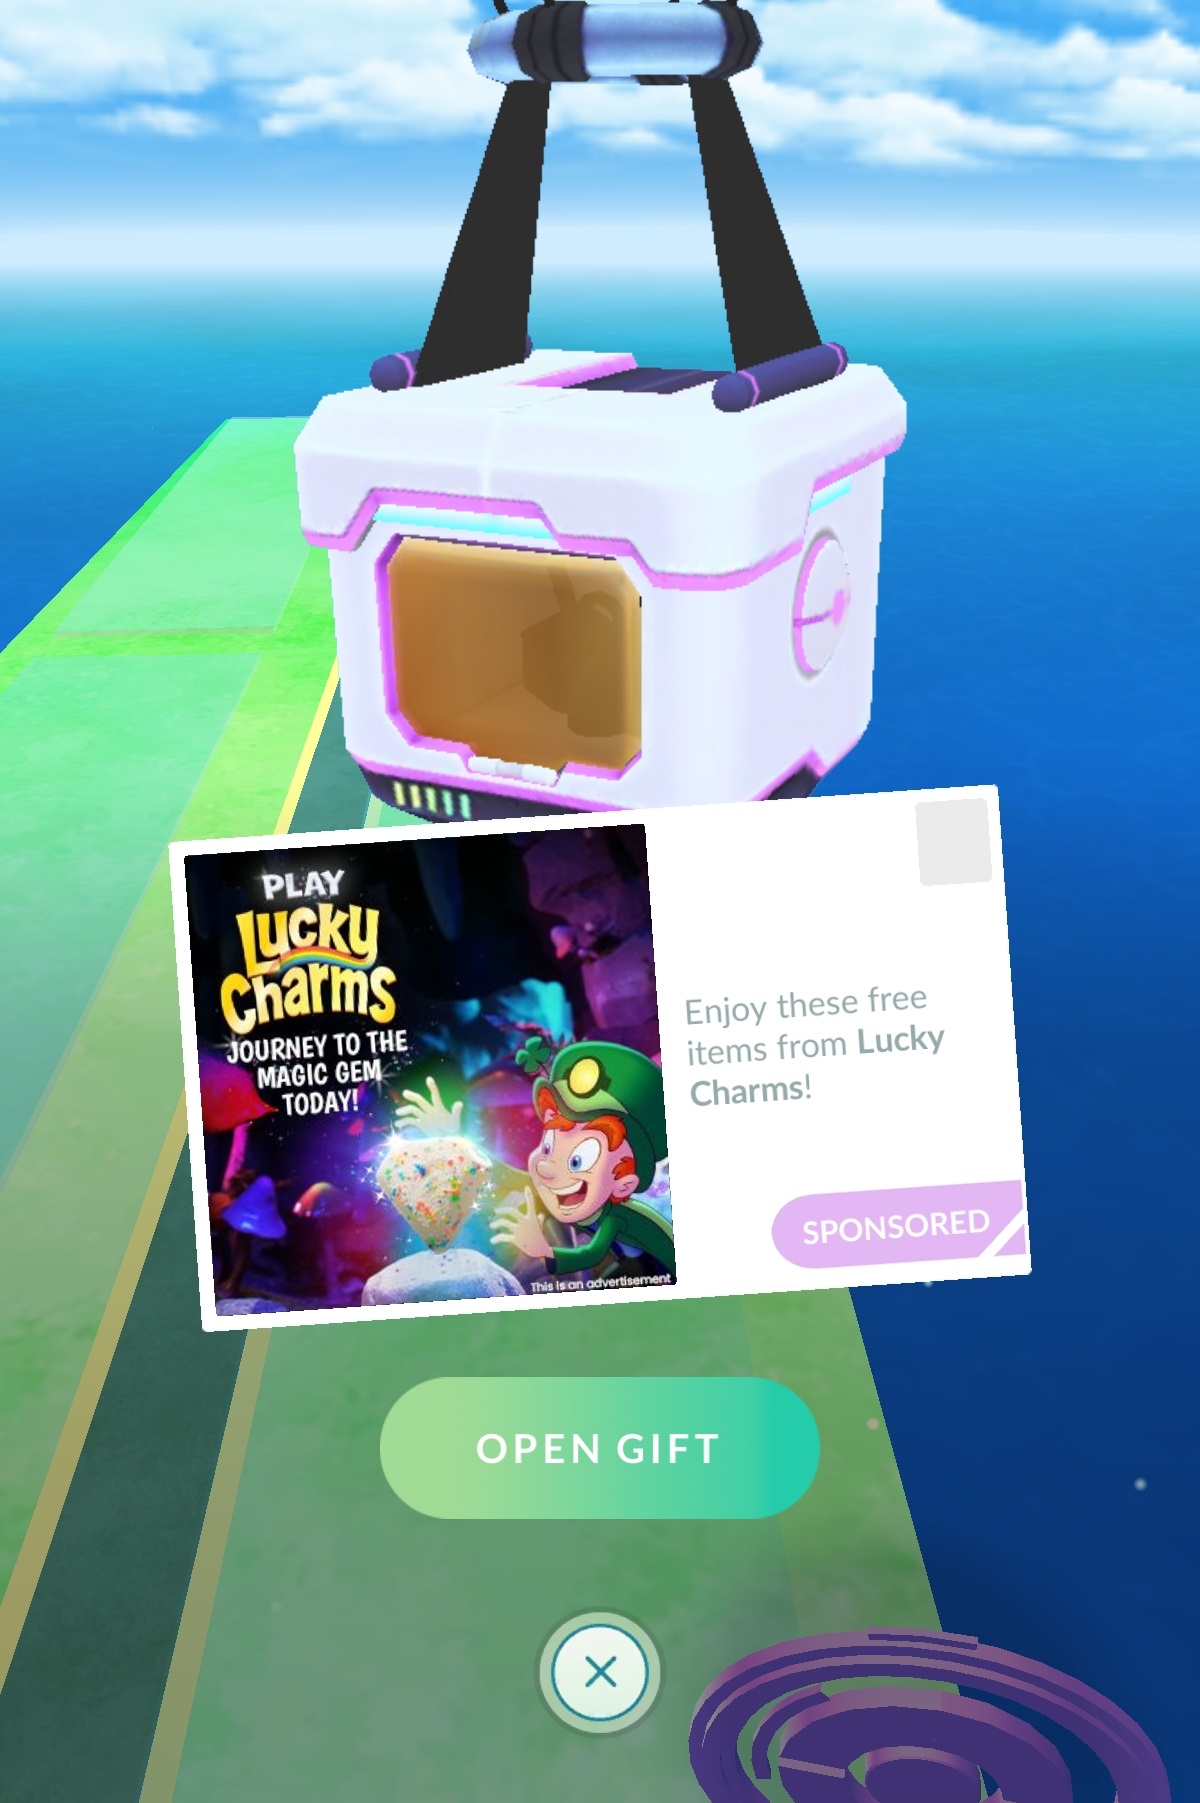 PLAY
Lucky
Charms
JOURNEY TO THE
MAGIC GEM
TODAY!
This is an advertisement
Enjoy these free
items from Lucky
Charms!
SPONSORED
OPEN GIFT